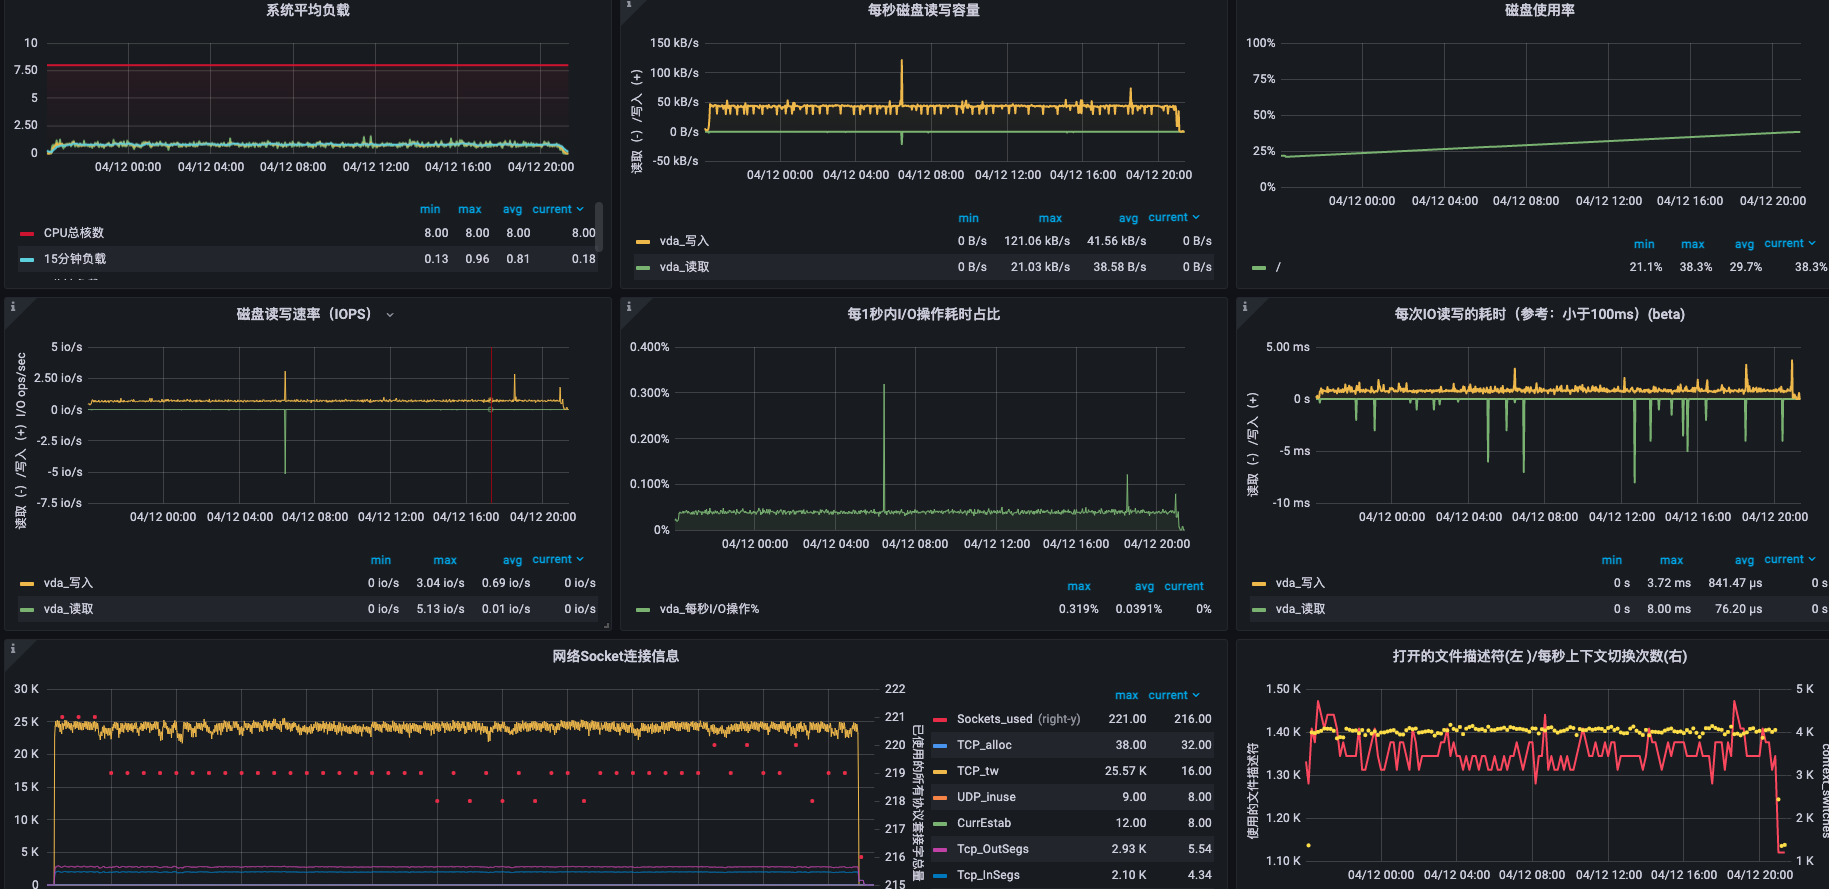 系统平均负载
10
7.50
5
2.50
0
04/12 00:00 04/12 04:00 04/12 08:00 04/12 12:00 04/12 16:00 04/12 20:00
min max avg current
CPU总核数 8.00 8.00 8.00 8.00
15分钟负载 0.13 0.96 0.81 0.18
每秒磁盘读写容量
读取（-）/写入（+）
150 kB/s
100 kB/s
50 kB/s
0 B/s
-50 kB/s
04/12 00:00 04/12 04:00 04/12 08:00 04/12 12:00 04/12 16:00 04/12 20:00
min max avg current
vda_写入 0 B/s 121.06 kB/s 41.56 kB/s 0 B/s
vda_读取 0 B/s 21.03 kB/s 38.58 B/s 0 B/s
磁盘使用率
100%
75%
50%
25%
0%
04/12 00:00 04/12 04:00 04/12 08:00 04/12 12:00 04/12 16:00 04/12 20:00
min max avg current
/ 21.1% 38.3% 29.7% 38.3%
磁盘读写速率（IOPS）
读取（-）/写入（+）I/O ops/sec
5 io/s
2.50 io/s
0 io/s
-2.5 io/s
-5 io/s
-7.5 io/s
04/12 00:00 04/12 04:00 04/12 08:00 04/12 12:00 04/12 16:00 04/12 20:00
min max avg current
vda_写入 0 io/s 3.04 io/s 0.69 io/s 0 io/s
vda_读取 0 io/s 5.13 io/s 0.01 io/s 0 io/s
每1秒内I/O操作耗时占比
0.400%
0.300%
0.200%
0.100%
0%
04/12 00:00 04/12 04:00 04/12 08:00 04/12 12:00 04/12 16:00 04/12 20:00
max avg current
vda_每秒I/O操作% 0.319% 0.0391% 0%
每次IO读写的耗时（参考：小于100ms）(beta)
读取（-）/写入（+）
5.00 ms
0 s
-5 ms
-10 ms
04/12 00:00 04/12 04:00 04/12 08:00 04/12 12:00 04/12 16:00 04/12 20:00
min max avg current
vda_写入 0 s 3.72 ms 841.47 µs 0 s
vda_读取 0 s 8.00 ms 76.20 µs 0 s
网络Socket连接信息
30 K
25 K
20 K
15 K
10 K
5 K
0
222
221
220
219
218
217
216
215
已使用的所有协议套接字总量
max current
Sockets_used (right-y) 221.00 216.00
TCP_alloc 38.00 32.00
TCP_tw 25.57 K 16.00
UDP_inuse 9.00 8.00
CurrEstab 12.00 8.00
Tcp_OutSegs 2.93 K 5.54
Tcp_InSegs 2.10 K 4.34
打开的文件描述符(左 )/每秒上下文切换次数(右)
使用的文件描述符
1.50 K
1.40 K
1.30 K
1.20 K
1.10 K
5 K
4 K
3 K
2 K
1 K
context_switches
04/12 00:00 04/12 04:00 04/12 08:00 04/12 12:00 04/12 16:00 04/12 20:00